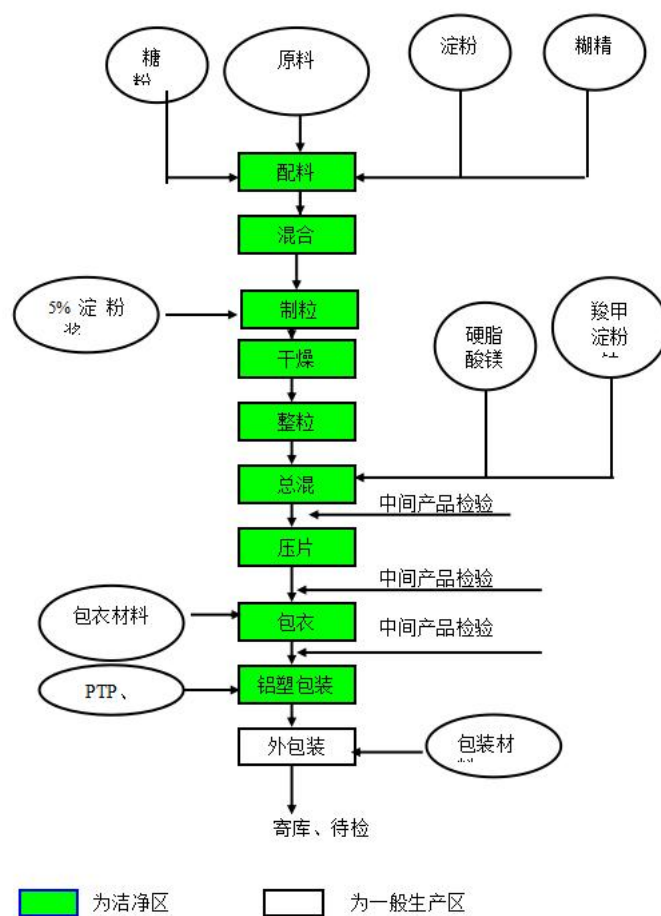 糖
粉
原料
淀粉
糊精
配料
混合
5% 淀 粉
制粒
干燥
硬脂
酸镁
羧甲
淀粉
整粒
总混
中间产品检验
压片
中间产品检验
包衣材料
包衣
中间产品检验
PTP、
铝塑包装
外包装
包装材
寄库、待检
为洁净区
为一般生产区